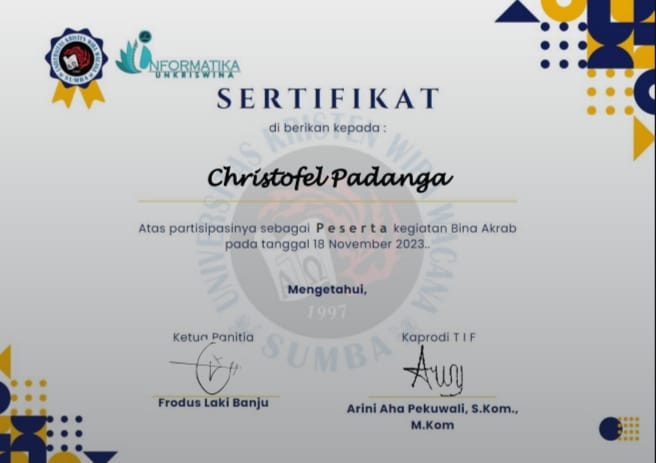 INFORMATIKA
UNKRISWINA
SERTIFIKAT
di berikan kepada :
Christofel Padanga
Atas partisipasinya sebagai Peserta kegiatan Bina Akrab
pada tanggal 18 November 2023..
Mengetahui,
Ketua Panitia
Kaprodi T I F
Frodus Laki Banju
Arini Aha Pekuwali, S.Kom.,
M.Kom
UNIVERSITAS KRISTEN WIRA WACANA
SUMBA
1997